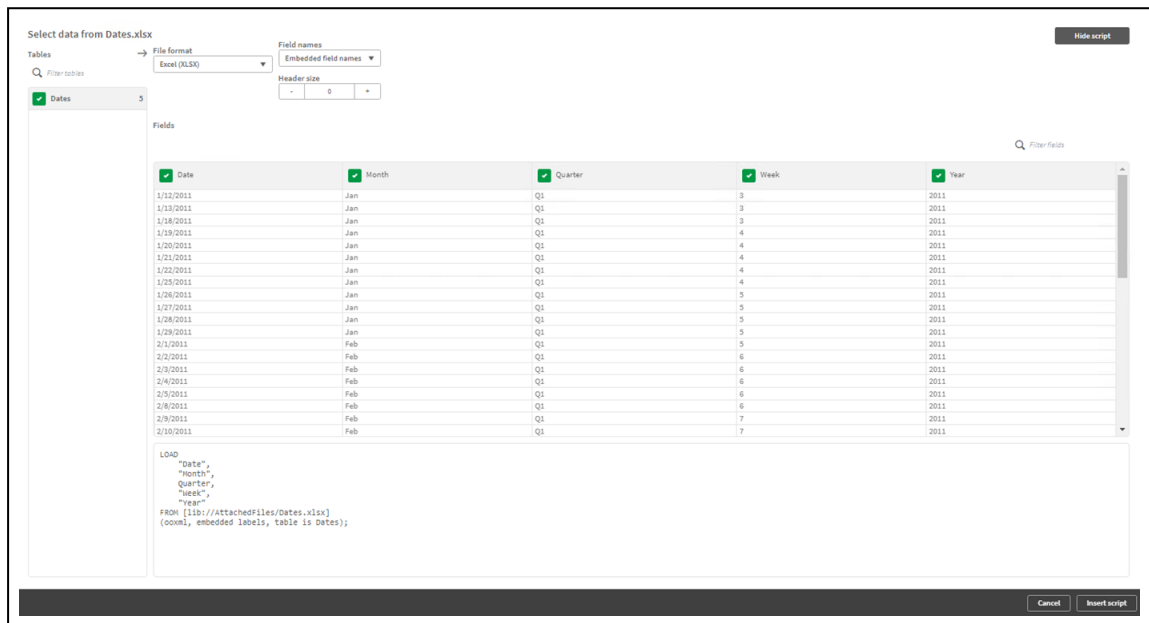 Select data from Dates.xlsx
Hide script
Tables
File format
Field names
Filter tables
Excel (XLSX)
Embedded field names
Header size
- 0 +
Dates 5
Fields
Filter fields
Date Month Quarter Week Year
1/12/2011 Jan Q1 3 2011
1/13/2011 Jan Q1 3 2011
1/18/2011 Jan Q1 3 2011
1/19/2011 Jan Q1 4 2011
1/20/2011 Jan Q1 4 2011
1/21/2011 Jan Q1 4 2011
1/22/2011 Jan Q1 4 2011
1/25/2011 Jan Q1 4 2011
1/26/2011 Jan Q1 5 2011
1/27/2011 Jan Q1 5 2011
1/28/2011 Jan Q1 5 2011
1/29/2011 Jan Q1 5 2011
2/1/2011 Feb Q1 5 2011
2/2/2011 Feb Q1 6 2011
2/3/2011 Feb Q1 6 2011
2/4/2011 Feb Q1 6 2011
2/5/2011 Feb Q1 6 2011
2/8/2011 Feb Q1 6 2011
2/9/2011 Feb Q1 7 2011
2/10/2011 Feb Q1 7 2011
LOAD
"Date",
"Month",
Quarter,
"Week",
"Year"
FROM [lib://AttachedFiles/Dates.xlsx]
(ooxml, embedded labels, table is Dates);
Cancel Insert script